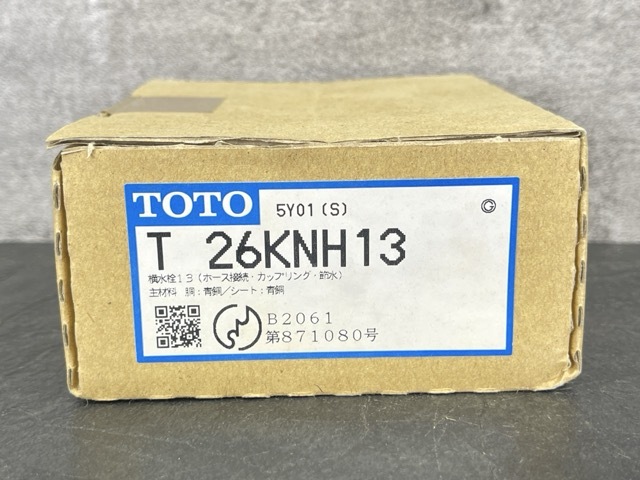 TOTO
5Y01(S)
G
T 26KNH13
横水栓13(ホース接続・カップリング・節水)
主材料 胴:青銅/シート:青銅
B2061
第871080号